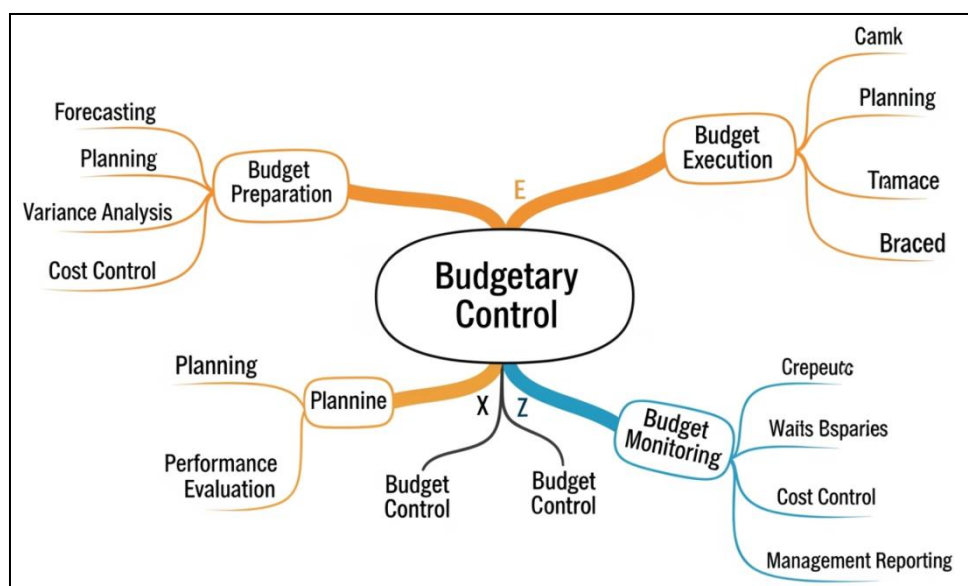 Forecasting
Planning
Variance Analysis
Cost Control
Budget
Preparation
E
Budget
Execution
Camk
Planning
Tramace
Braced
Budgetary
Control
Planning
Performance
Evaluation
Plannine
X
Z
Budget
Control
Budget
Control
Budget
Monitoring
Waits Bsparies
Cost Control
Management Reporting